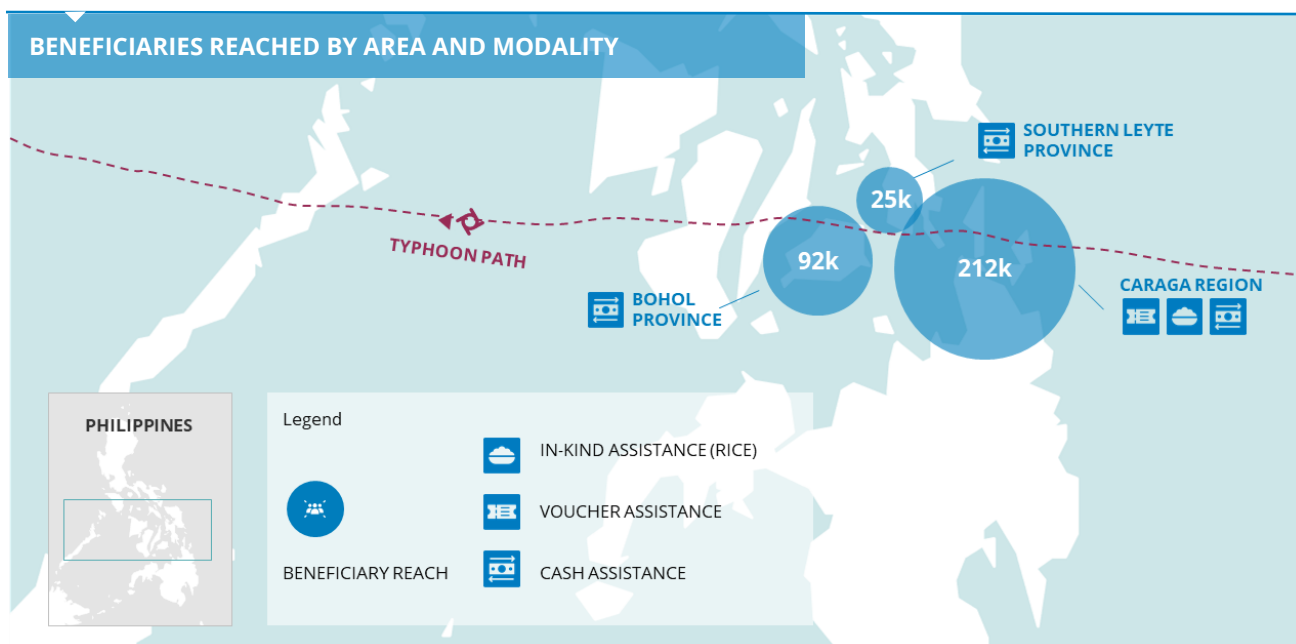 BENEFICIARIES REACHED BY AREA AND MODALITY
SOUTHERN LEYTE
PROVINCE
25k
92k
212k
TYPHOON PATH
CARAGA REGION
BOHOL
PROVINCE
PHILIPPINES
Legend
IN-KIND ASSISTANCE (RICE)
VOUCHER ASSISTANCE
BENEFICIARY REACH
CASH ASSISTANCE